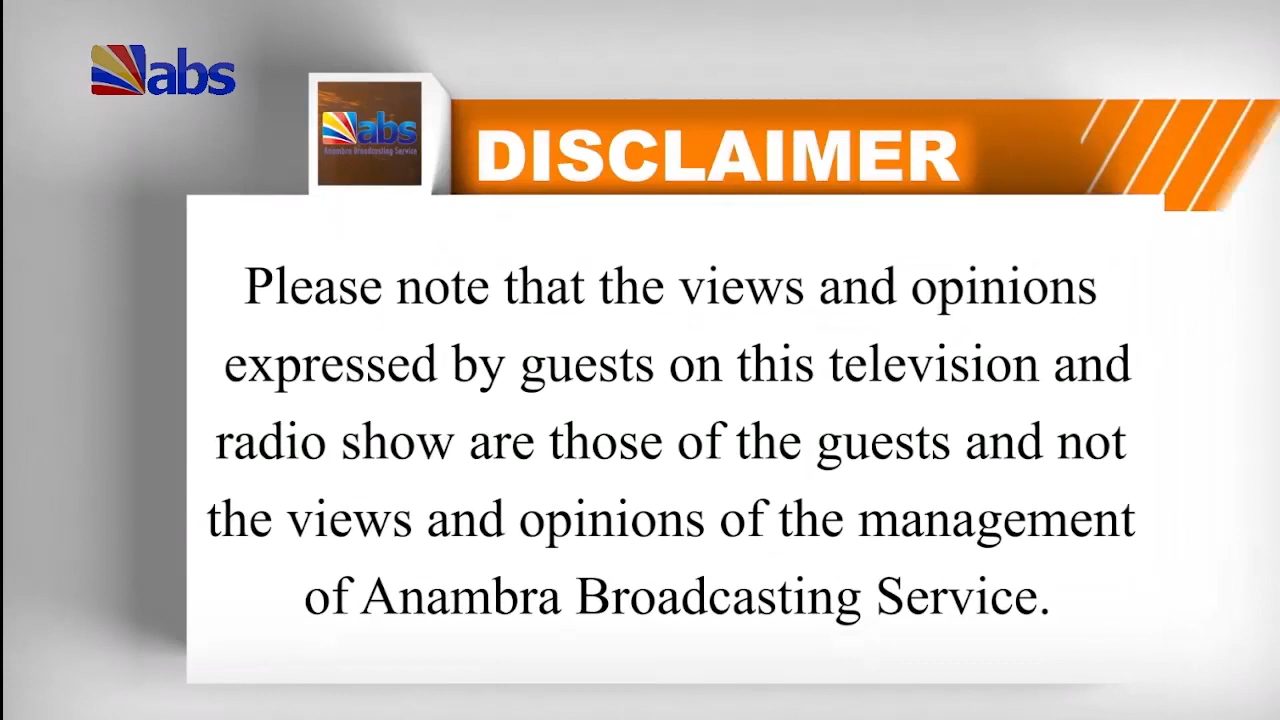 abs
abs
Anambra Broadcasting Service
DISCLAIMER
Please note that the views and opinions
expressed by guests on this television and
radio show are those of the guests and not
the views and opinions of the management
of Anambra Broadcasting Service.